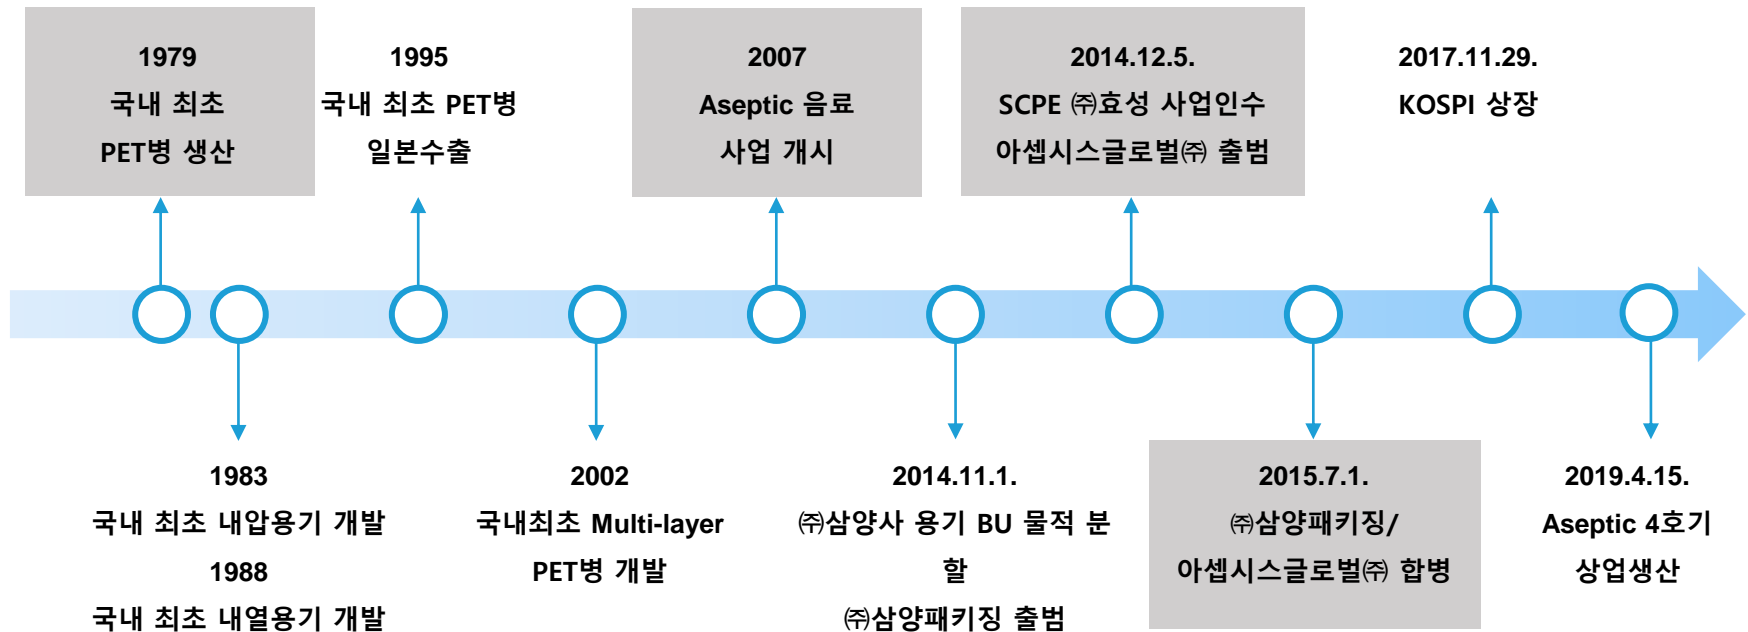 1979
국내 최초
PET병 생산
1995
국내 최초 PET병
일본수출
2007
Aseptic 음료
사업 개시
2014.12.5.
SCPE ㈜효성 사업인수
아셉시스글로벌㈜ 출범
2017.11.29.
KOSPI 상장
1983
국내 최초 내압용기 개발
1988
국내 최초 내열용기 개발
2002
국내최초 Multi-layer
PET병 개발
2014.11.1.
㈜삼양사 용기 BU 물적 분
할
㈜삼양패키징 출범
2015.7.1.
㈜삼양패키징/
아셉시스글로벌㈜ 합병
2019.4.15.
Aseptic 4호기
상업생산